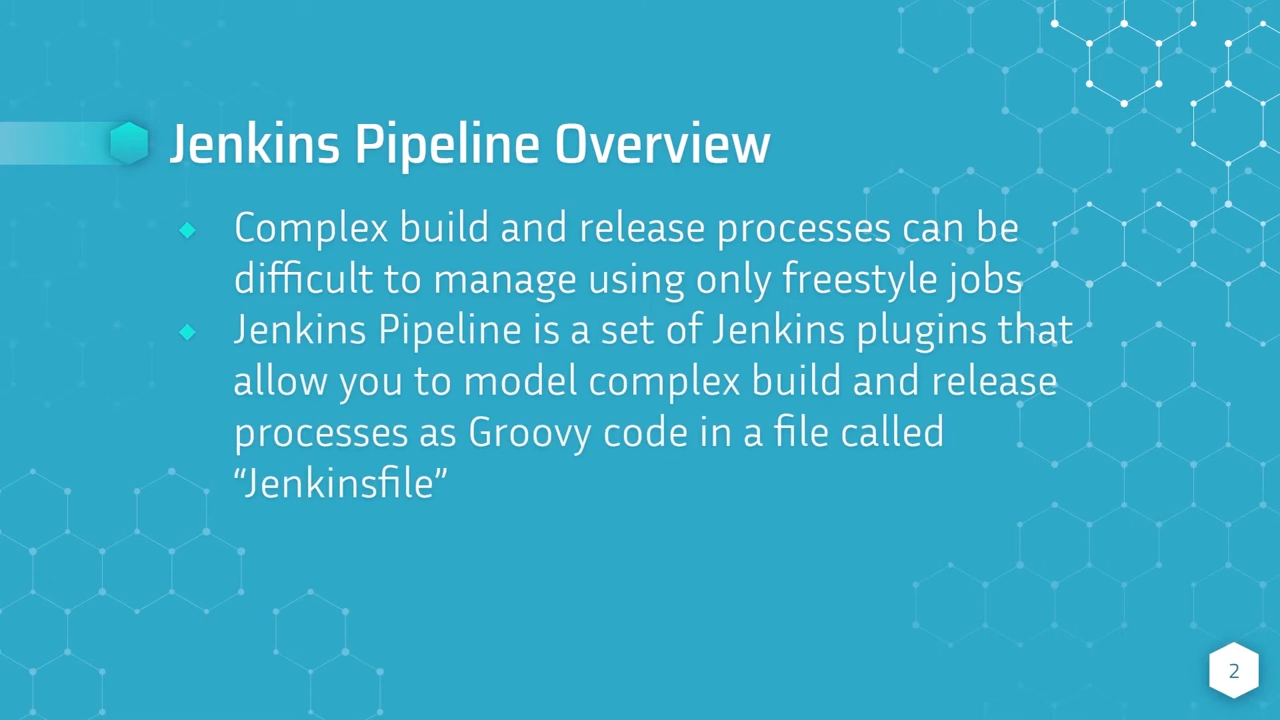 Jenkins Pipeline Overview
Complex build and release processes can be
difficult to manage using only freestyle jobs
Jenkins Pipeline is a set of Jenkins plugins that
allow you to model complex build and release
processes as Groovy code in a file called
“Jenkinsfile”
2